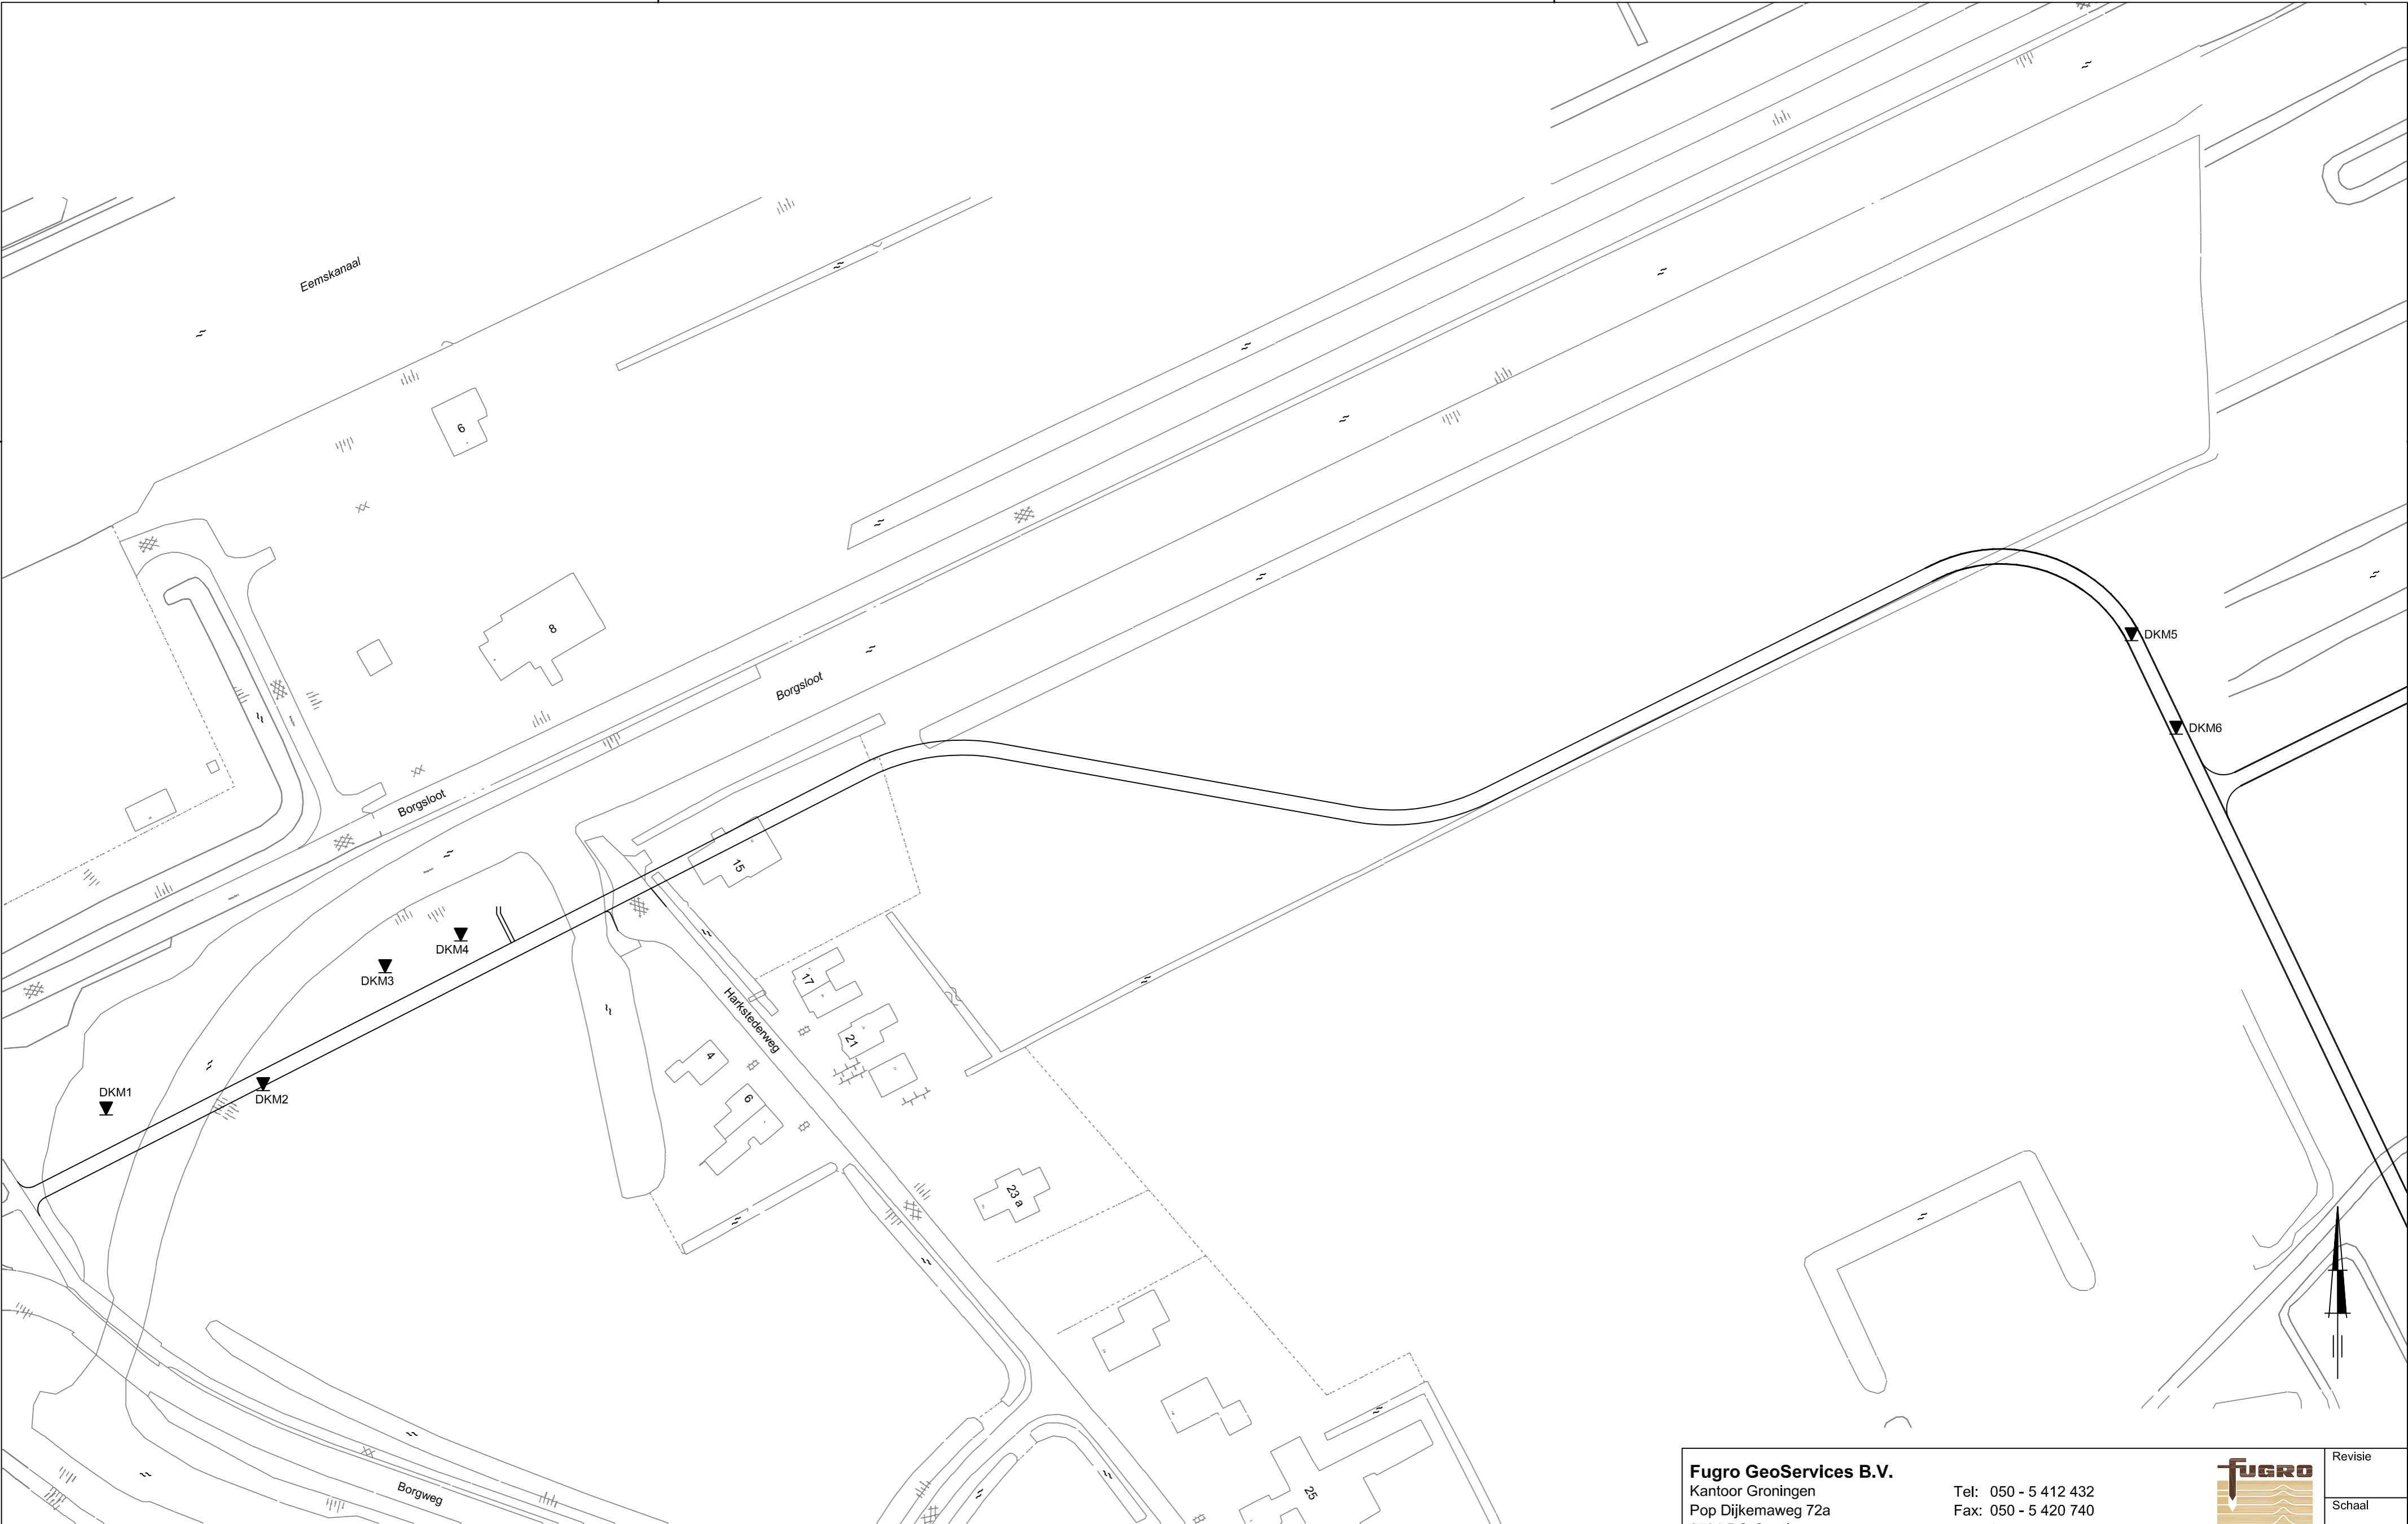 Eemskanaal
6
8
Borgsloot
Borgsloot
15
DKM5
DKM6
DKM4
DKM3
DKM1
DKM2
17
Harkstederweg
21
4
6
23 a
25
Borgweg
Fugro GeoServices B.V.
Kantoor Groningen
Pop Dijkemaweg 72a
Tel: 050 - 5 412 432
Fax: 050 - 5 420 740
FUGRO
Revisie
Schaal